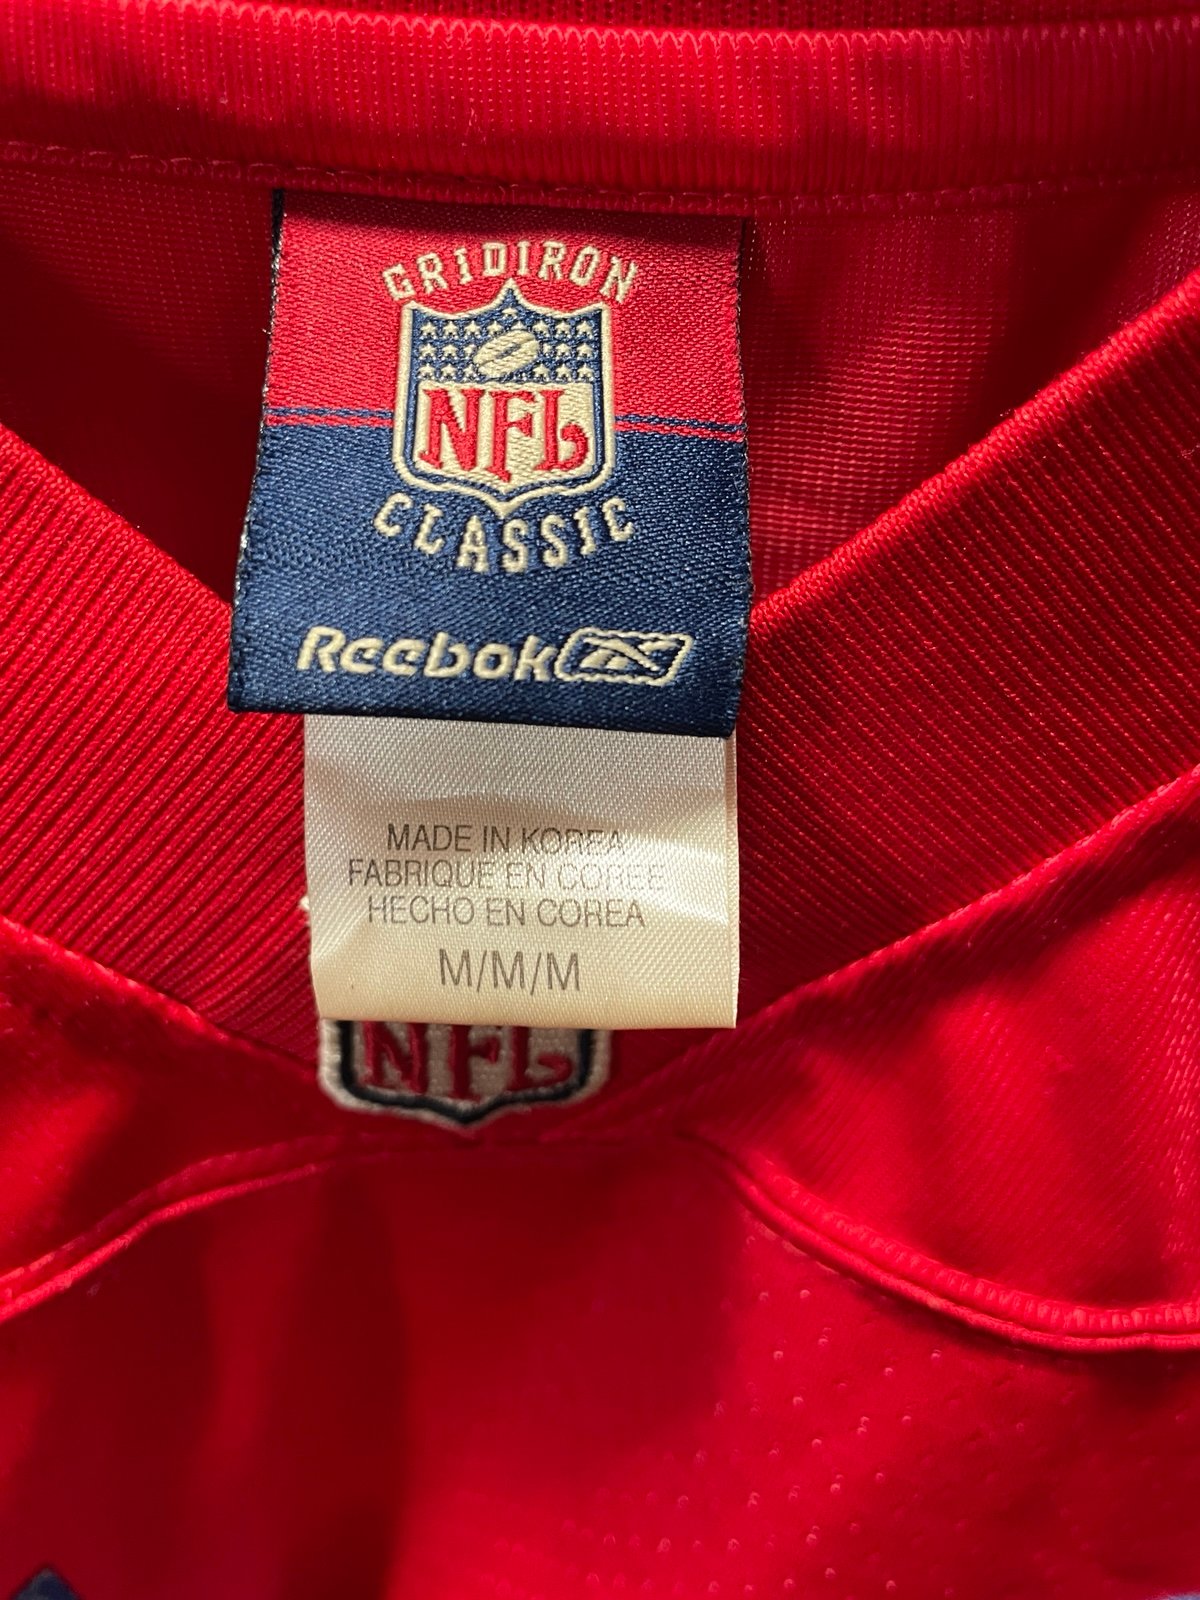 GRIDIRON
NFL
CLASSIC
Reebok
MADE IN KOREA
FABRIQUE EN COREE
HECHO EN COREA
M/M/M
NFL